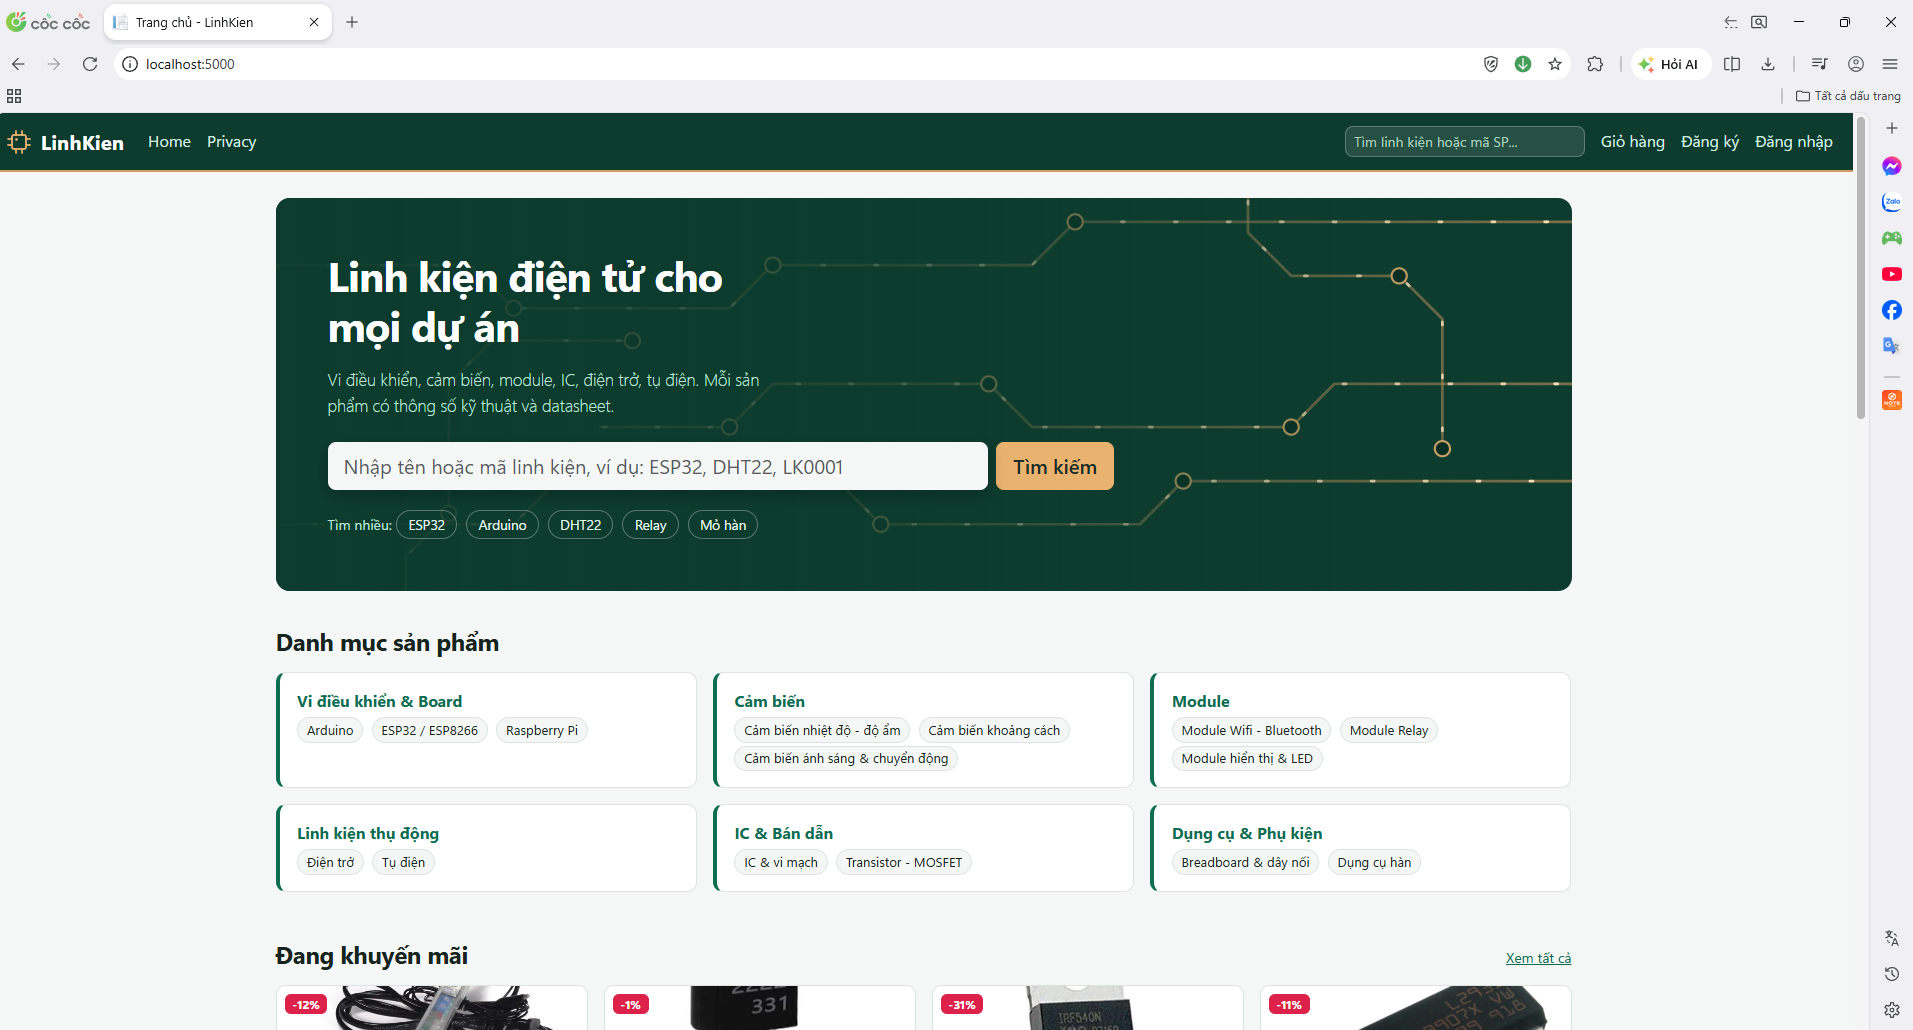 cốc cốc
Trang chủ - LinhKien
localhost:5000
Hỏi AI
Tất cả dấu trang
LinhKien
Home
Privacy
Tìm linh kiện hoặc mã SP...
Giỏ hàng
Đăng ký
Đăng nhập
Linh kiện điện tử cho
mọi dự án
Vi điều khiển, cảm biến, module, IC, điện trở, tụ điện. Mỗi sản
phẩm có thông số kỹ thuật và datasheet.
Nhập tên hoặc mã linh kiện, ví dụ: ESP32, DHT22, LK0001
Tìm kiếm
Tìm nhiều:
ESP32
Arduino
DHT22
Relay
Mỏ hàn
Danh mục sản phẩm
Vi điều khiển & Board
Arduino
ESP32 / ESP8266
Raspberry Pi
Cảm biến
Cảm biến nhiệt độ - độ ẩm
Cảm biến khoảng cách
Cảm biến ánh sáng & chuyển động
Module
Module Wifi - Bluetooth
Module Relay
Module hiển thị & LED
Linh kiện thụ động
Điện trở
Tụ điện
IC & Bán dẫn
IC & vi mạch
Transistor - MOSFET
Dụng cụ & Phụ kiện
Breadboard & dây nối
Dụng cụ hàn
Đang khuyến mãi
Xem tất cả
-12%
-1%
331
-31%
IRF540N
-11%
Zalo